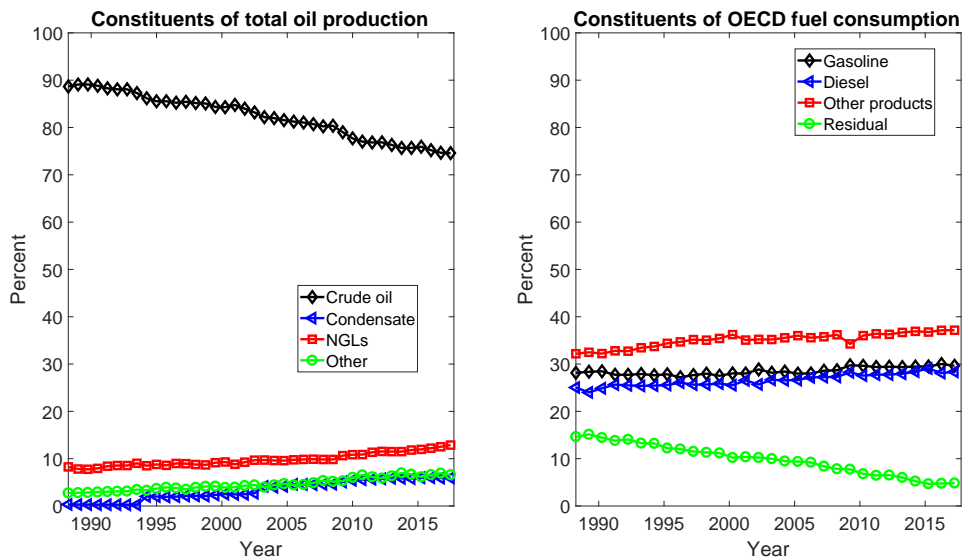 Constituents of total oil production
100
90
80
70
60
50
40
30
20
10
0
Percent
1990 1995 2000 2005 2010 2015
Year
Crude oil
Condensate
NGLs
Other
Constituents of OECD fuel consumption
100
90
80
70
60
50
40
30
20
10
0
Percent
1990 1995 2000 2005 2010 2015
Year
Gasoline
Diesel
Other products
Residual